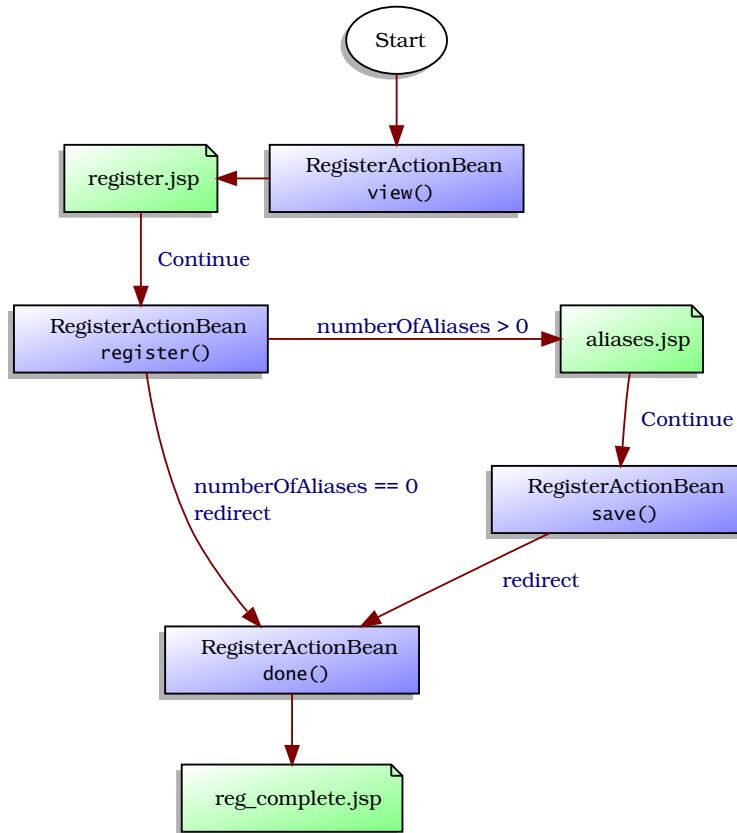 Start
RegisterActionBean
view()
register.jsp
Continue
RegisterActionBean
register()
numberOfAliases > 0
aliases.jsp
Continue
RegisterActionBean
save()
numberOfAliases == 0
redirect
redirect
RegisterActionBean
done()
reg_complete.jsp